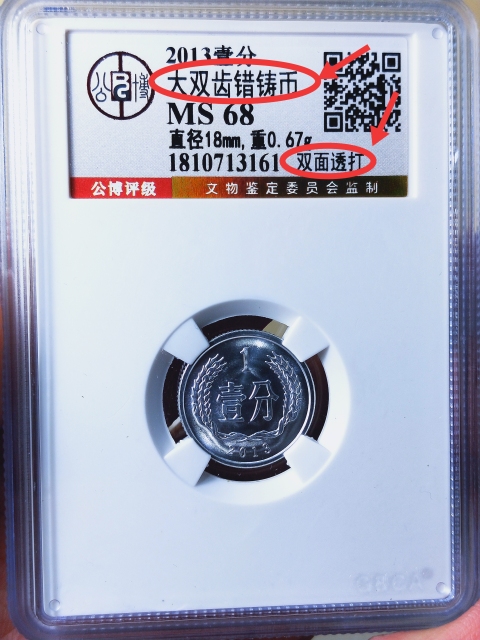 2013壹分
大双齿错铸币
MS 68
直径18mm,重0.67g
1810713161 双面透打
公博
公博评级 文物鉴定委员会监制
1
壹分
2013